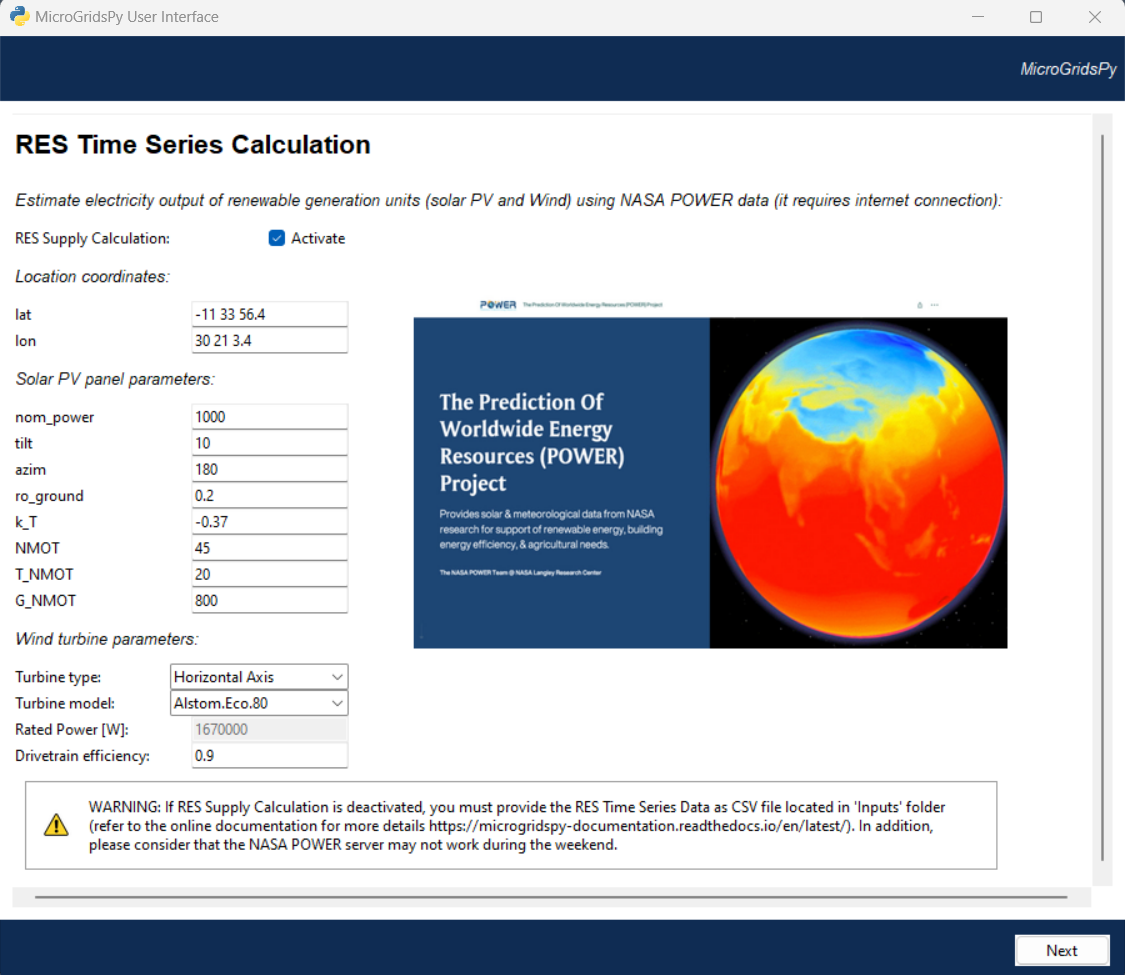 MicroGridsPy User Interface
MicroGridsPy
RES Time Series Calculation
Estimate electricity output of renewable generation units (solar PV and Wind) using NASA POWER data (it requires internet connection):
RES Supply Calculation: Activate
Location coordinates:
lat -11 33 56.4
lon 30 21 3.4
Solar PV panel parameters:
nom_power 1000
tilt 10
azim 180
ro_ground 0.2
k_T -0.37
NMOT 45
T_NMOT 20
G_NMOT 800
Wind turbine parameters:
Turbine type: Horizontal Axis
Turbine model: Alstom.Eco.80
Rated Power [W]: 1670000
Drivetrain efficiency: 0.9
POWER The Prediction Of Worldwide Energy Resources (POWER) Project
The Prediction Of
Worldwide Energy
Resources (POWER)
Project
Provides solar & meteorological data from NASA
research for support of renewable energy, building
energy efficiency, & agricultural needs.
The NASA POWER Team @ NASA Langley Research Center
WARNING: If RES Supply Calculation is deactivated, you must provide the RES Time Series Data as CSV file located in 'Inputs' folder
(refer to the online documentation for more details https://microgridspy-documentation.readthedocs.io/en/latest/). In addition,
please consider that the NASA POWER server may not work during the weekend.
Next